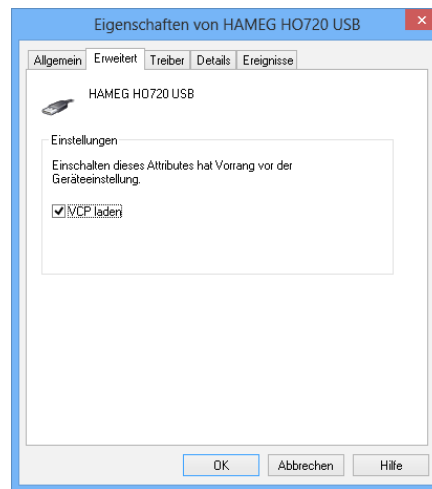 Eigenschaften von HAMEG HO720 USB
Allgemein Erweitert Treiber Details Ereignisse
HAMEG HO720 USB
Einstellungen
Einschalten dieses Attributes hat Vorrang vor der
Geräteeinstellung.
VCP laden
OK Abbrechen Hilfe